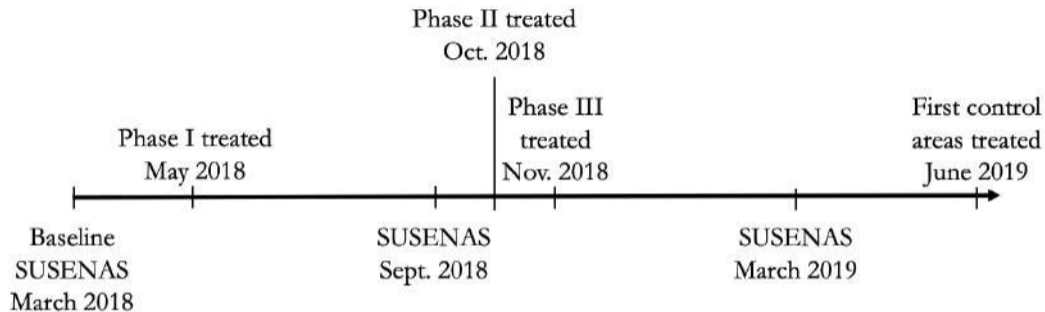 Phase II treated
Oct. 2018
Phase I treated
May 2018
Phase III
treated
Nov. 2018
First control
areas treated
June 2019
Baseline
SUSENAS
March 2018
SUSENAS
Sept. 2018
SUSENAS
March 2019